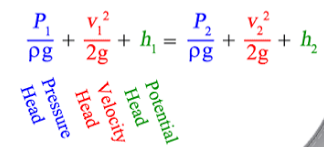 P₁/ρg + v₁²/2g + h₁ = P₂/ρg + v₂²/2g + h₂
Pressure
Head
Velocity
Head
Potential
Head